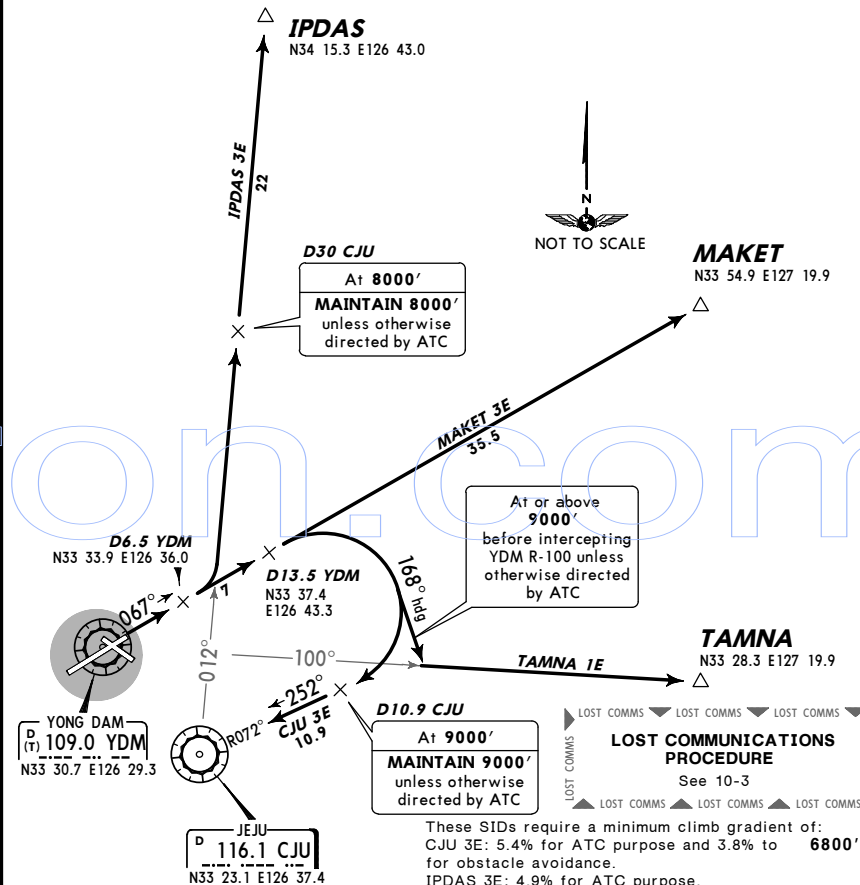 IPDAS
N34 15.3 E126 43.0
IPDAS 3E
22
N
NOT TO SCALE
D30 CJU
At 8000'
MAINTAIN 8000'
unless otherwise
directed by ATC
MAKET
N33 54.9 E127 19.9
MAKET 3E
35.5
on.com
At or above
9000'
before intercepting
YDM R-100 unless
otherwise directed
by ATC
D6.5 YDM
N33 33.9 E126 36.0
067°
7
D13.5 YDM
N33 37.4
E126 43.3
168° hdg
012°
100°
TAMNA 1E
TAMNA
N33 28.3 E127 19.9
252°
R072°
CJU 3E
10.9
D10.9 CJU
At 9000'
MAINTAIN 9000'
unless otherwise
directed by ATC
YONG DAM
D
(T) 109.0 YDM
N33 30.7 E126 29.3
JEJU
D 116.1 CJU
N33 23.1 E126 37.4
LOST COMMS LOST COMMS LOST COMMS
LOST COMMS
LOST COMMUNICATIONS
PROCEDURE
See 10-3
LOST COMMS LOST COMMS LOST COMMS
These SIDs require a minimum climb gradient of:
CJU 3E: 5.4% for ATC purpose and 3.8% to 6800'
for obstacle avoidance.
IPDAS 3E: 4.9% for ATC purpose.